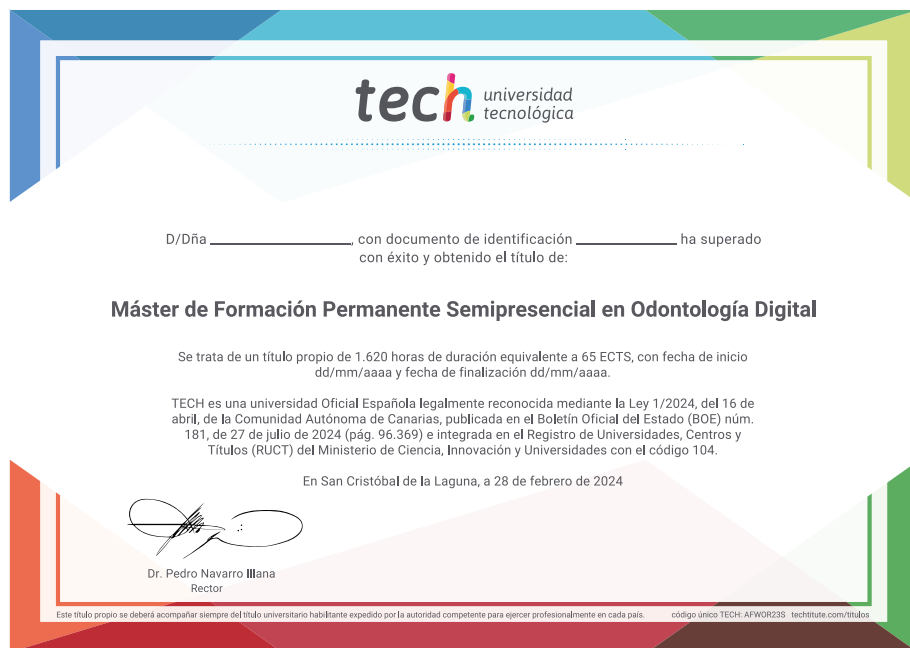 tech universidad
tecnológica
D/Dña ____________________, con documento de identificación ______________ ha superado
con éxito y obtenido el título de:
Máster de Formación Permanente Semipresencial en Odontología Digital
Se trata de un título propio de 1.620 horas de duración equivalente a 65 ECTS, con fecha de inicio
dd/mm/aaaa y fecha de finalización dd/mm/aaaa.
TECH es una universidad Oficial Española legalmente reconocida mediante la Ley 1/2024, del 16 de
abril, de la Comunidad Autónoma de Canarias, publicada en el Boletín Oficial del Estado (BOE) núm.
181, de 27 de julio de 2024 (pág. 96.369) e integrada en el Registro de Universidades, Centros y
Títulos (RUCT) del Ministerio de Ciencia, Innovación y Universidades con el código 104.
En San Cristóbal de la Laguna, a 28 de febrero de 2024
Dr. Pedro Navarro Illana
Rector
Este título propio se deberá acompañar siempre del título universitario habilitante expedido por la autoridad competente para ejercer profesionalmente en cada país. código único TECH: AFWOR23S techtitute.com/titulos